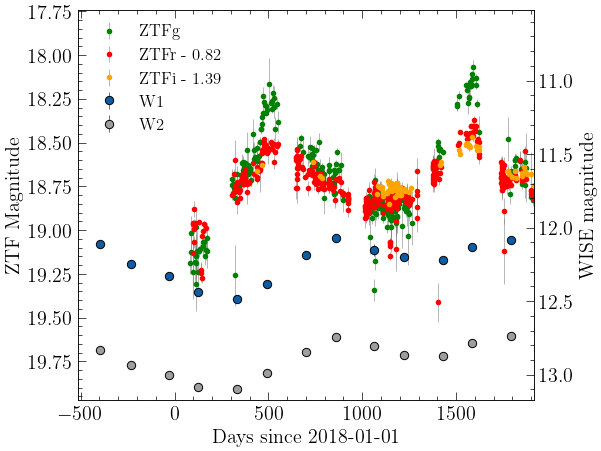 17.75
18.00
18.25
18.50
18.75
19.00
19.25
19.50
19.75
ZTF Magnitude
ZTFg
ZTFr - 0.82
ZTFi - 1.39
W1
W2
11.0
11.5
12.0
12.5
13.0
WISE magnitude
−500 0 500 1000 1500
Days since 2018-01-01